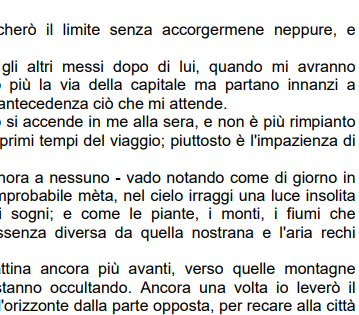 cherò il limite senza accorgermene neppure, e
gli altri messi dopo di lui, quando mi avranno
più la via della capitale ma partano innanzi a
antecedenza ciò che mi attende.
si accende in me alla sera, e non è più rimpianto
primi tempi del viaggio; piuttosto è l'impazienza di
nora a nessuno - vado notando come di giorno in
mprobabile mèta, nel cielo irraggi una luce insolita
i sogni; e come le piante, i monti, i fiumi che
ssenza diversa da quella nostrana e l'aria rechi
attina ancora più avanti, verso quelle montagne
stanno occultando. Ancora una volta io leverò il
l'orizzonte dalla parte opposta, per recare alla città